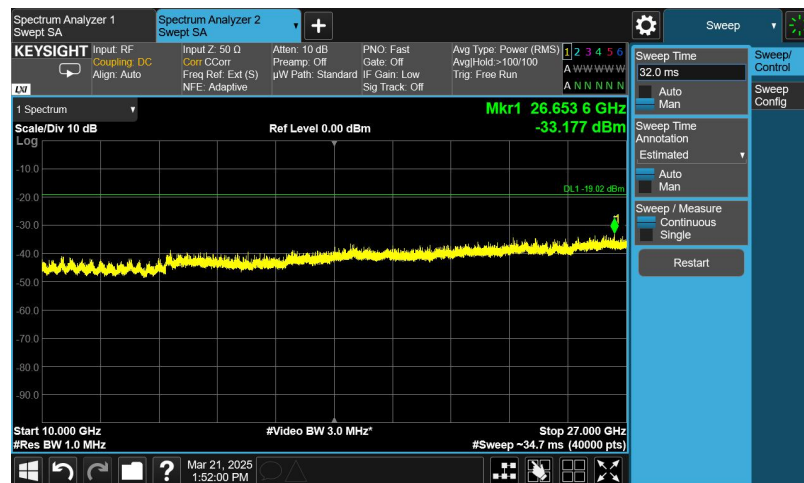 Spectrum Analyzer 1
Swept SA
Spectrum Analyzer 2
Swept SA
Sweep
KEYSIGHT
LXI
Input: RF
Coupling: DC
Align: Auto
Input Z: 50 Ω
Corr CCorr
Freq Ref: Ext (S)
NFE: Adaptive
Atten: 10 dB
Preamp: Off
µW Path: Standard
PNO: Fast
Gate: Off
IF Gain: Low
Sig Track: Off
Avg Type: Power (RMS)
Avg|Hold:>100/100
Trig: Free Run
1 2 3 4 5 6
A W W W W W
A N N N N N
1 Spectrum
Scale/Div 10 dB
Ref Level 0.00 dBm
Mkr1 26.653 6 GHz
-33.177 dBm
Log
-10.0
-20.0
-30.0
-40.0
-50.0
-60.0
-70.0
-80.0
-90.0
DL1 -19.02 dBm
1
Start 10.000 GHz
#Res BW 1.0 MHz
#Video BW 3.0 MHz*
Stop 27.000 GHz
#Sweep ~34.7 ms (40000 pts)
Sweep Time
32.0 ms
Auto
Man
Sweep Time
Annotation
Estimated
Auto
Man
Sweep / Measure
Continuous
Single
Restart
Sweep/
Control
Sweep
Config
?
Mar 21, 2025
1:52:00 PM